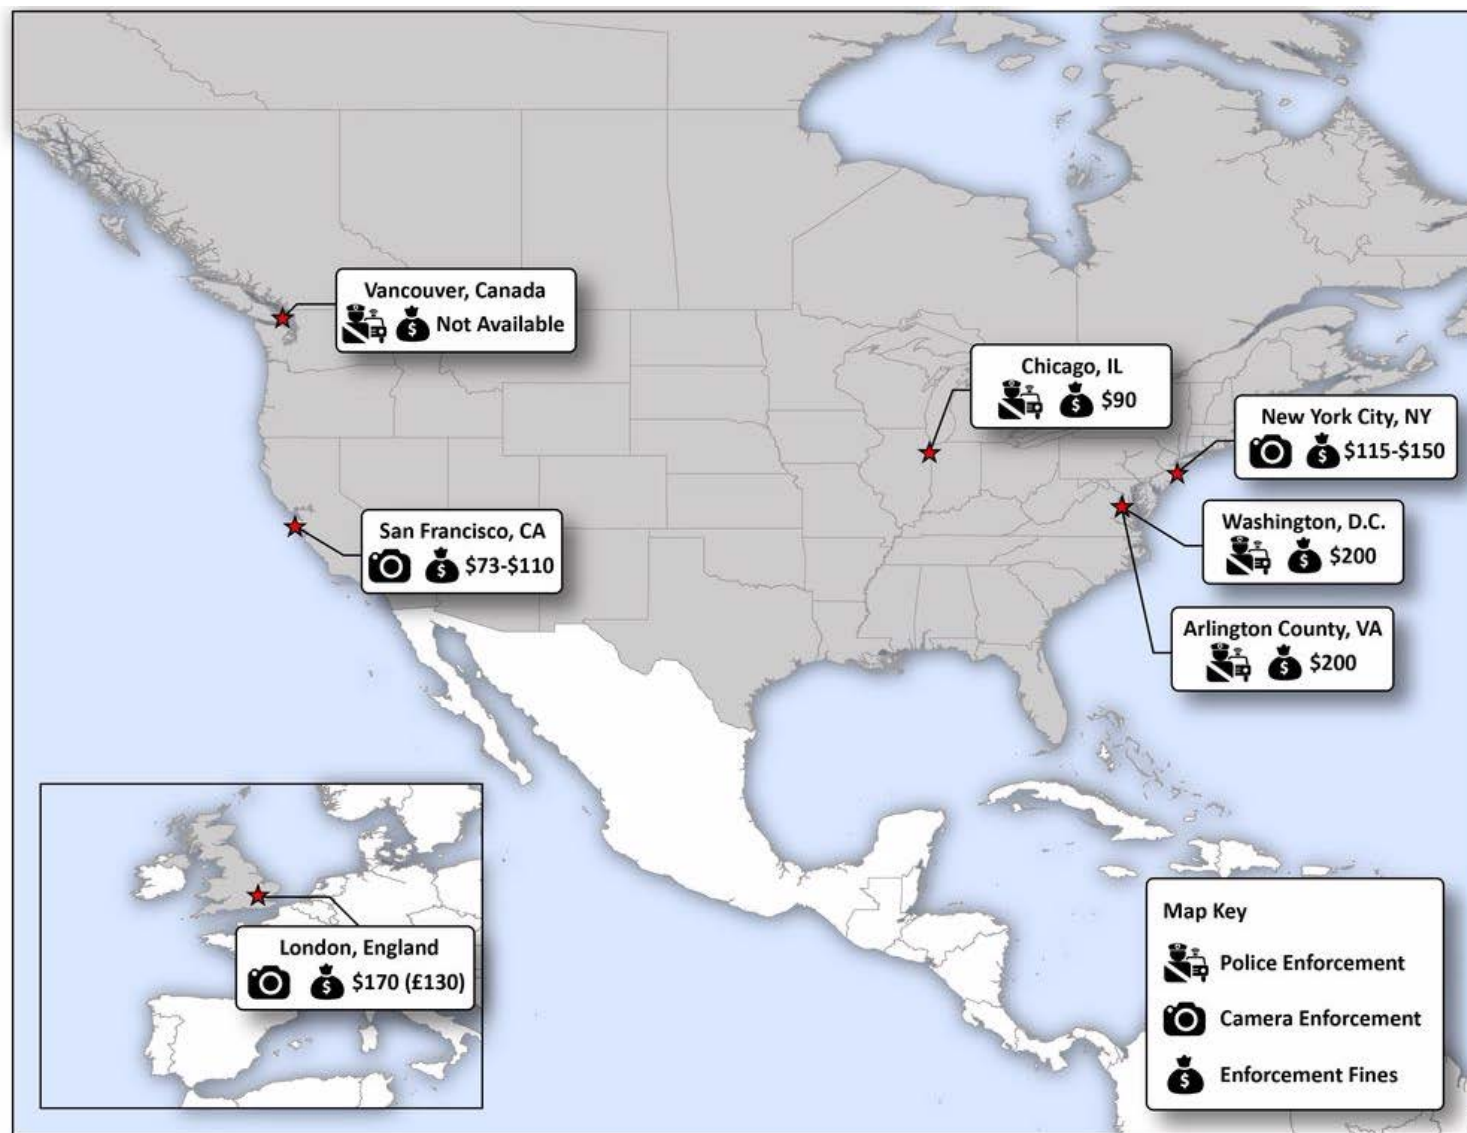 Vancouver, Canada
Not Available
Chicago, IL
$90
New York City, NY
$115-$150
San Francisco, CA
$73-$110
Washington, D.C.
$200
Arlington County, VA
$200
London, England
$170 (£130)
Map Key
Police Enforcement
Camera Enforcement
Enforcement Fines